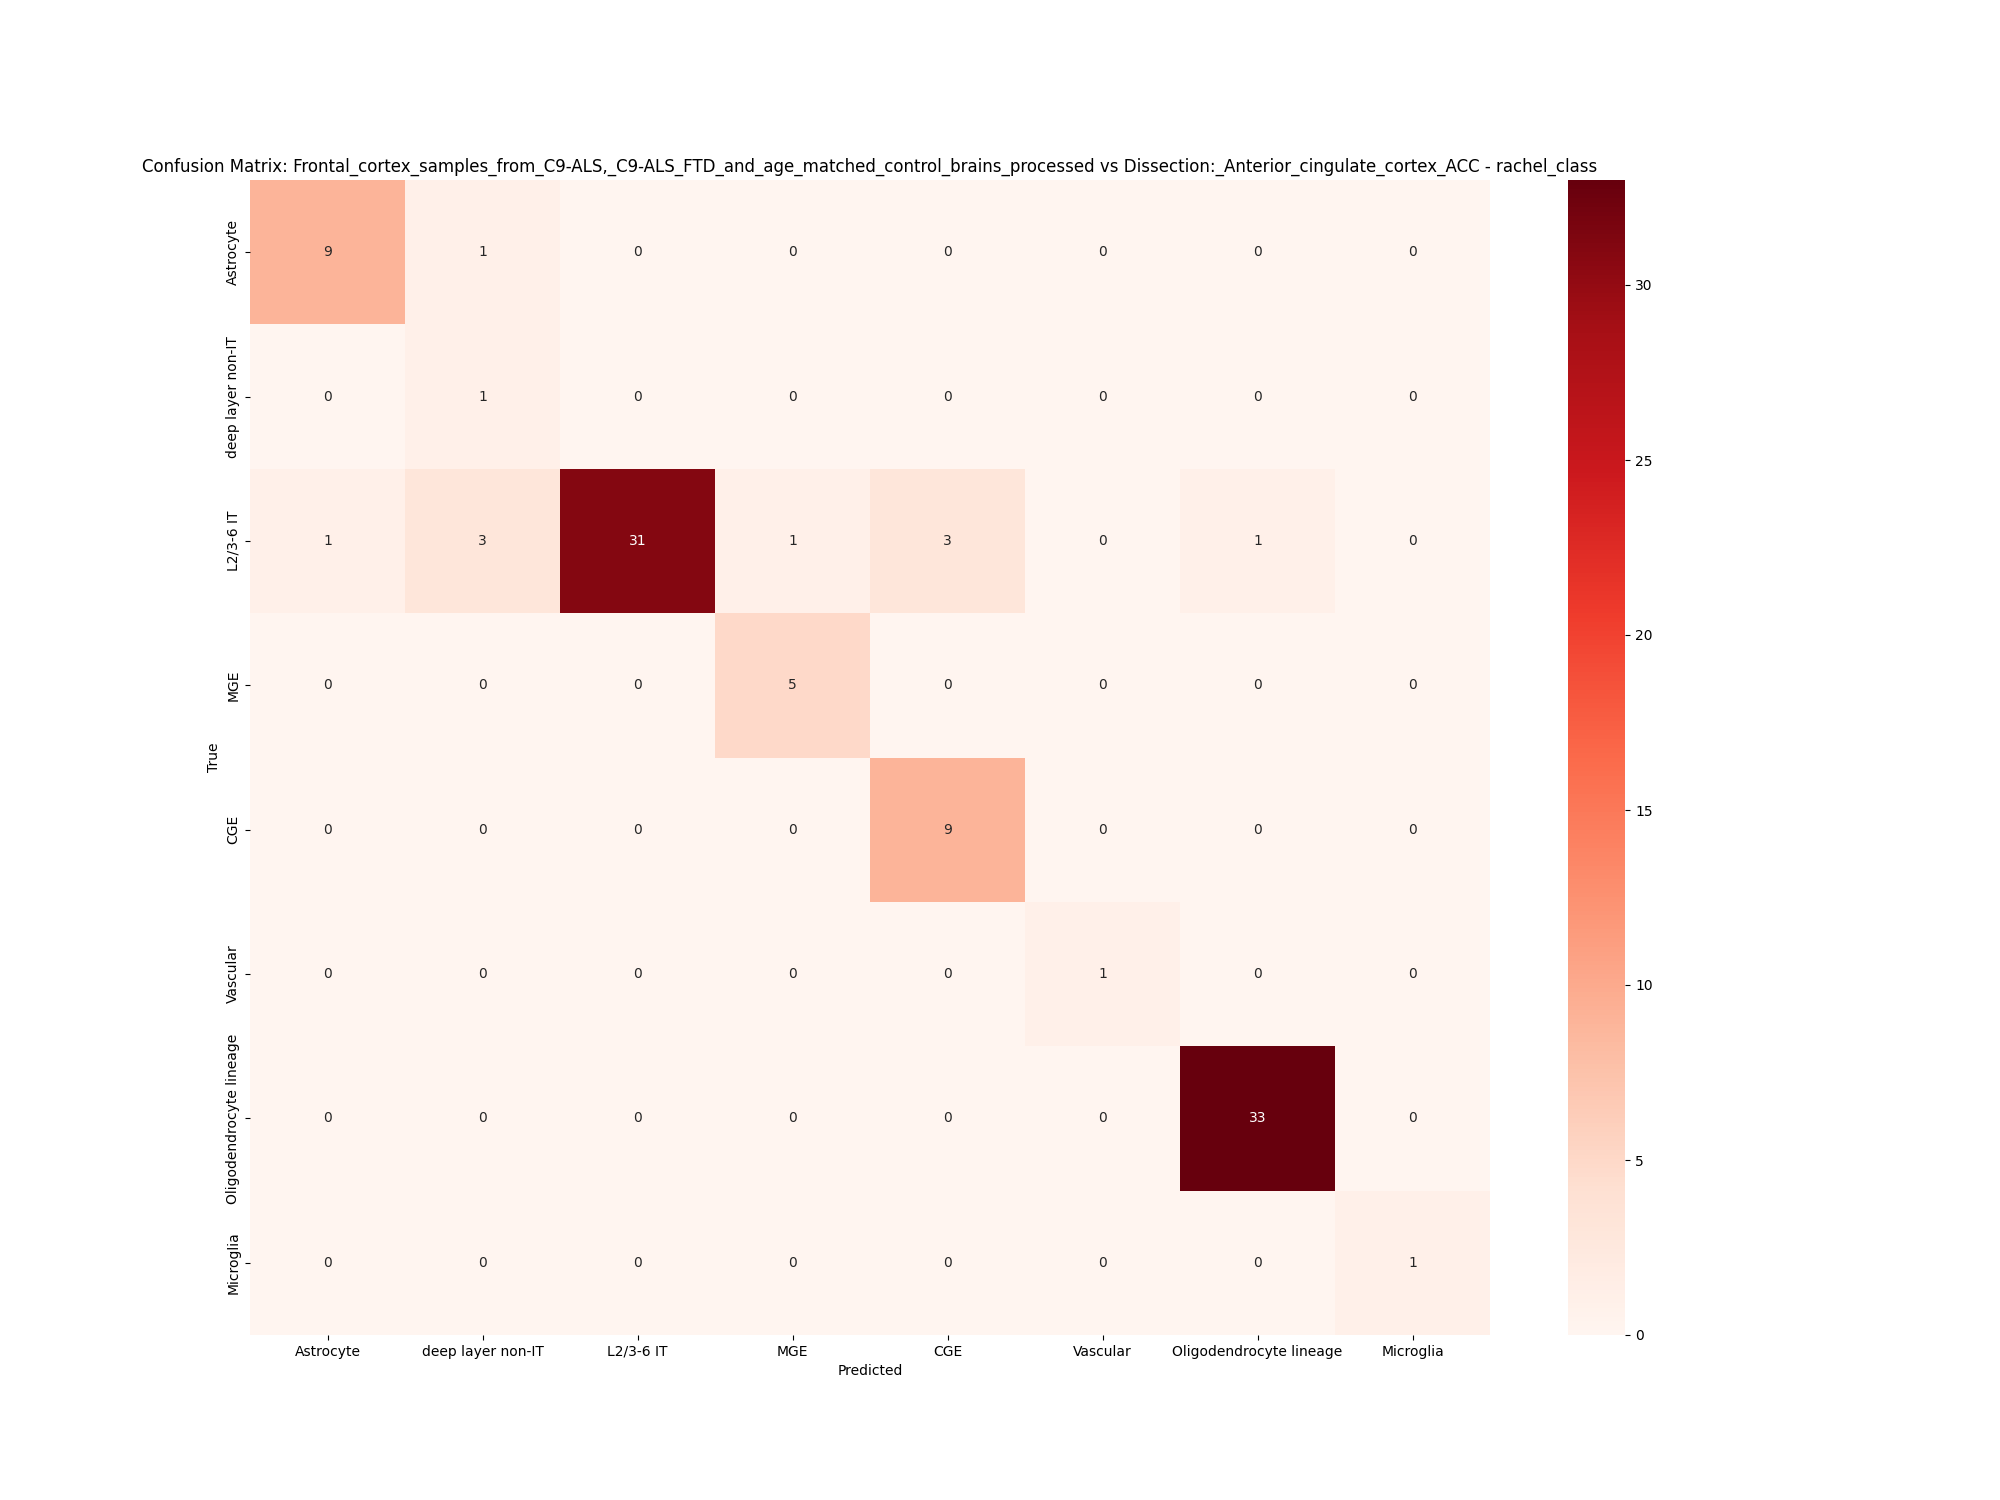 Confusion Matrix: Frontal_cortex_samples_from_C9-ALS,_C9-ALS_FTD_and_age_matched_control_brains_processed vs Dissection:_Anterior_cingulate_cortex_ACC - rachel_class
Astrocyte
9 1 0 0 0 0 0 0
deep layer non-IT
0 1 0 0 0 0 0 0
L2/3-6 IT
1 3 31 1 3 0 1 0
MGE
0 0 0 5 0 0 0 0
True
CGE
0 0 0 0 9 0 0 0
Vascular
0 0 0 0 0 1 0 0
Oligodendrocyte lineage
0 0 0 0 0 0 33 0
Microglia
0 0 0 0 0 0 0 1
Astrocyte deep layer non-IT L2/3-6 IT MGE CGE Vascular Oligodendrocyte lineage Microglia
Predicted
30
25
20
15
10
5
0